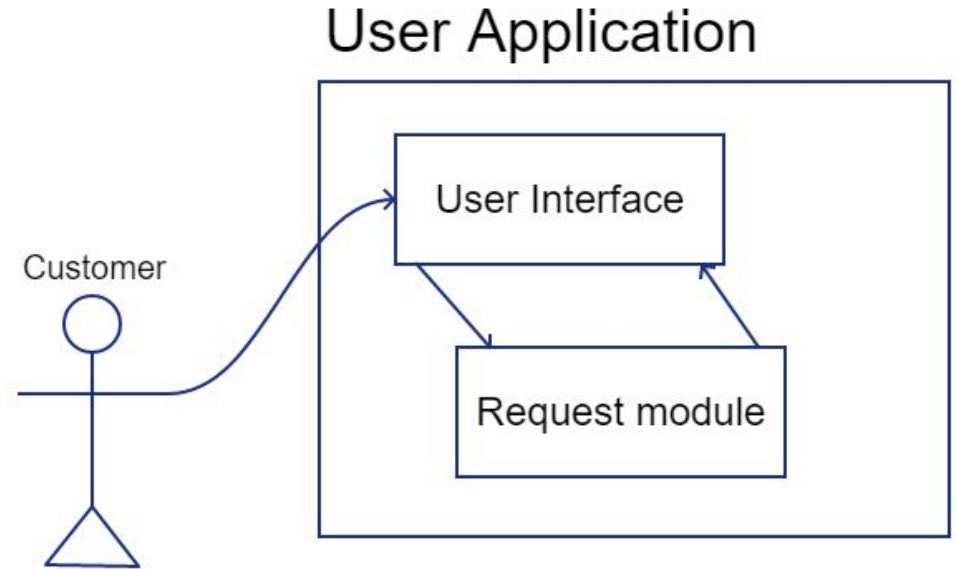 User Application
User Interface
Customer
Request module